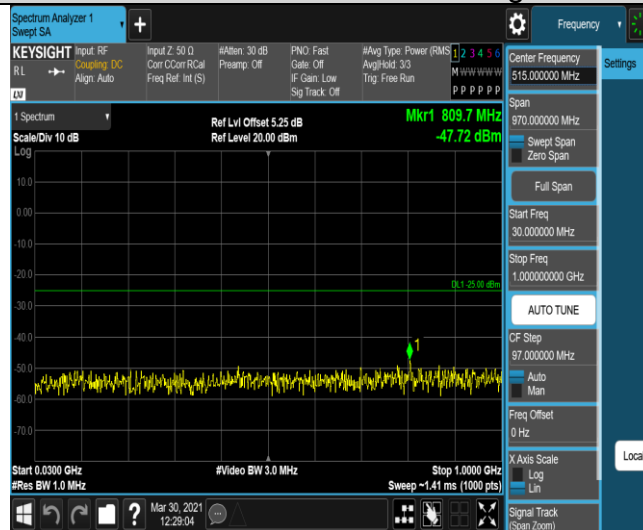 Spectrum Analyzer 1
Swept SA
Frequency
KEYSIGHT
RL
LXI
Input: RF
Coupling: DC
Align: Auto
Input Z: 50 Ω
Corr CCorr RCal
Freq Ref: Int (S)
#Atten: 30 dB
Preamp: Off
PNO: Fast
Gate: Off
IF Gain: Low
Sig Track: Off
#Avg Type: Power (RMS
Avg|Hold: 3/3
Trig: Free Run
1 2 3 4 5 6
M W W W W W
P P P P P P
1 Spectrum
Scale/Div 10 dB
Log
Ref Lvl Offset 5.25 dB
Ref Level 20.00 dBm
Mkr1 809.7 MHz
-47.72 dBm
10.0
0.00
-10.0
-20.0
DL1 -25.00 dBm
-30.0
-40.0
1
-50.0
-60.0
-70.0
Start 0.0300 GHz
#Res BW 1.0 MHz
#Video BW 3.0 MHz
Stop 1.0000 GHz
Sweep ~1.41 ms (1000 pts)
Mar 30, 2021
12:29:04
?
Center Frequency
515.000000 MHz
Settings
Span
970.000000 MHz
Swept Span
Zero Span
Full Span
Start Freq
30.000000 MHz
Stop Freq
1.000000000 GHz
AUTO TUNE
CF Step
97.000000 MHz
Auto
Man
Freq Offset
0 Hz
X Axis Scale
Log
Lin
Local
Signal Track
(Span Zoom)